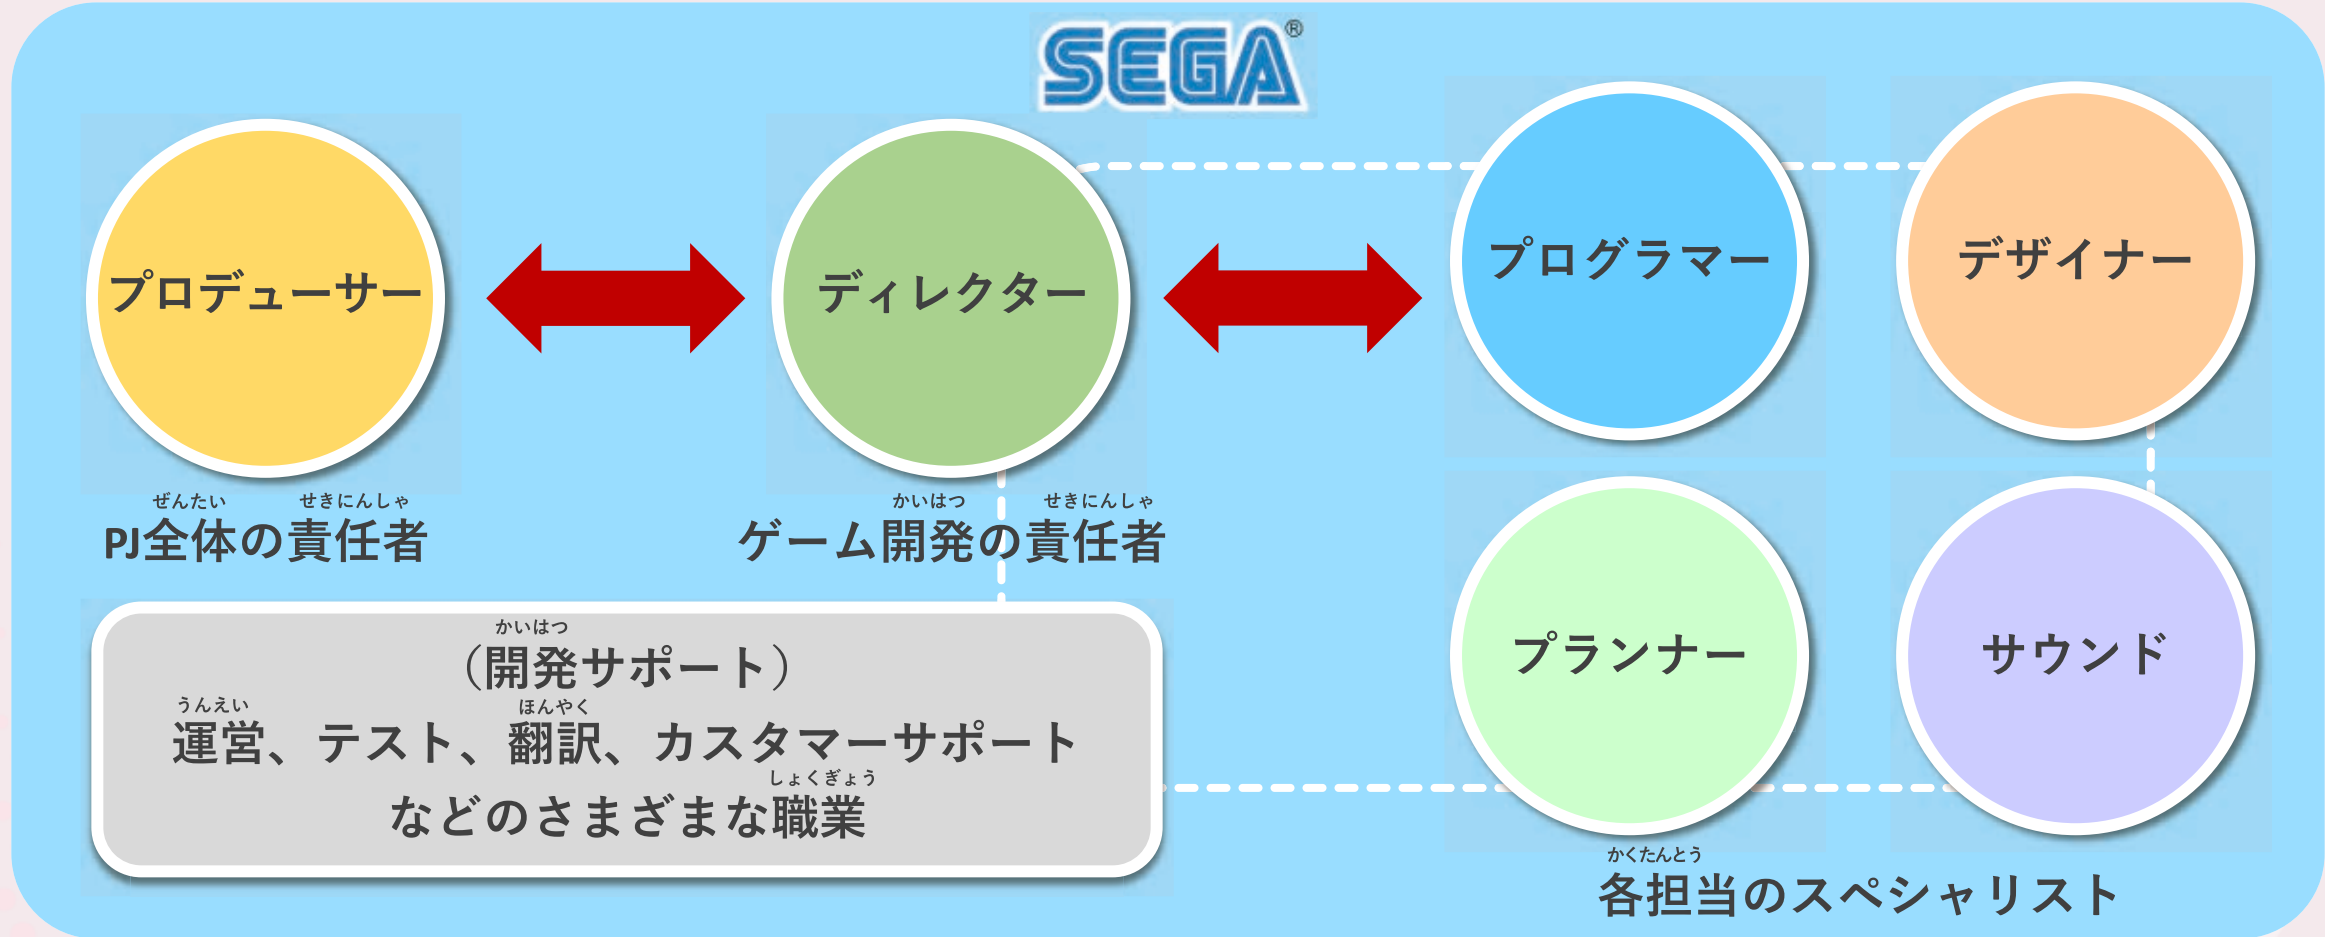 SEGA®
プロデューサー
ディレクター
プログラマー
デザイナー
ぜんたい せきにんしゃ
PJ全体の責任者
かいはつ せきにんしゃ
ゲーム開発の責任者
プランナー
サウンド
かいはつ
（開発サポート）
うんえい ほんやく
運営、テスト、翻訳、カスタマーサポート
しょくぎょう
などのさまざまな職業
かくたんとう
各担当のスペシャリスト